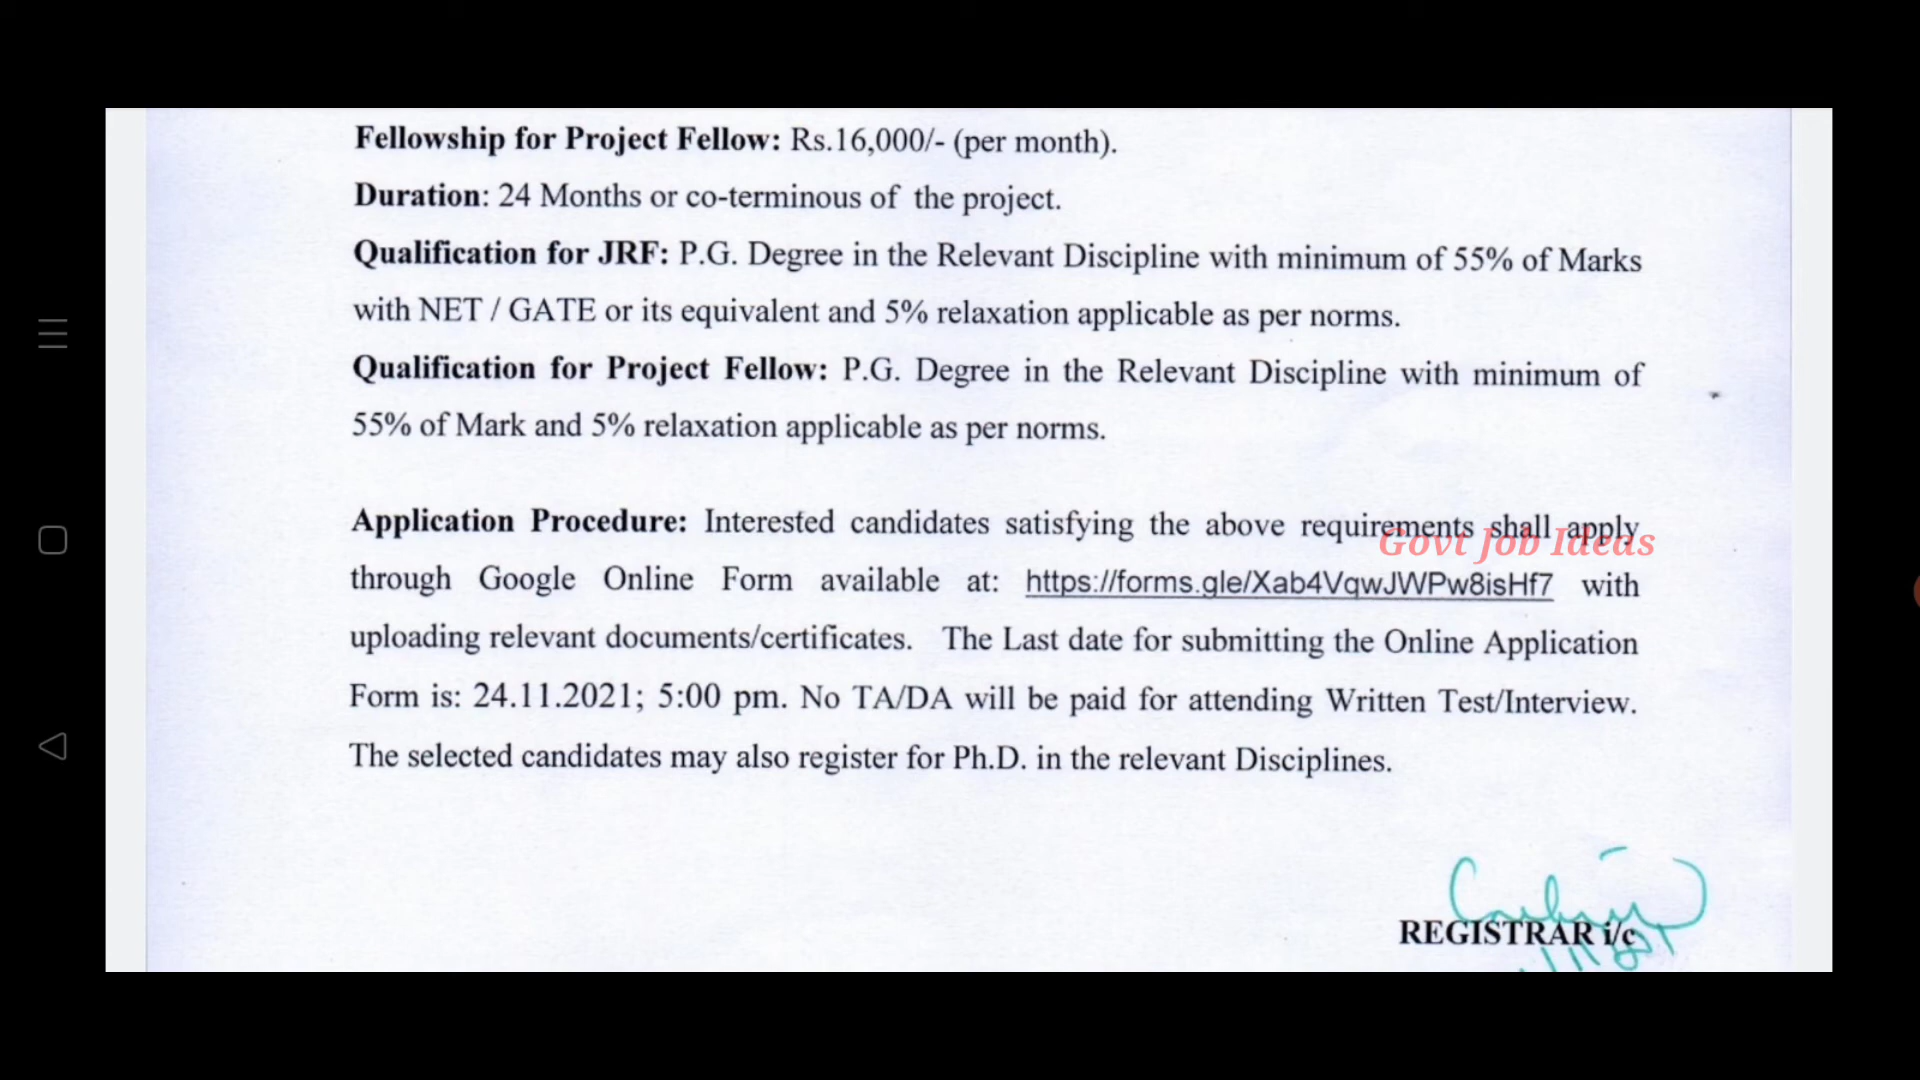 Fellowship for Project Fellow: Rs.16,000/- (per month).
Duration: 24 Months or co-terminous of the project.
Qualification for JRF: P.G. Degree in the Relevant Discipline with minimum of 55% of Marks
with NET / GATE or its equivalent and 5% relaxation applicable as per norms.
Qualification for Project Fellow: P.G. Degree in the Relevant Discipline with minimum of
55% of Mark and 5% relaxation applicable as per norms.
Application Procedure: Interested candidates satisfying the above requirements shall apply
Govt Job Ideas
through Google Online Form available at: https://forms.gle/Xab4VqwJWPw8isHf7 with
uploading relevant documents/certificates. The Last date for submitting the Online Application
Form is: 24.11.2021; 5:00 pm. No TA/DA will be paid for attending Written Test/Interview.
The selected candidates may also register for Ph.D. in the relevant Disciplines.
REGISTRAR i/c